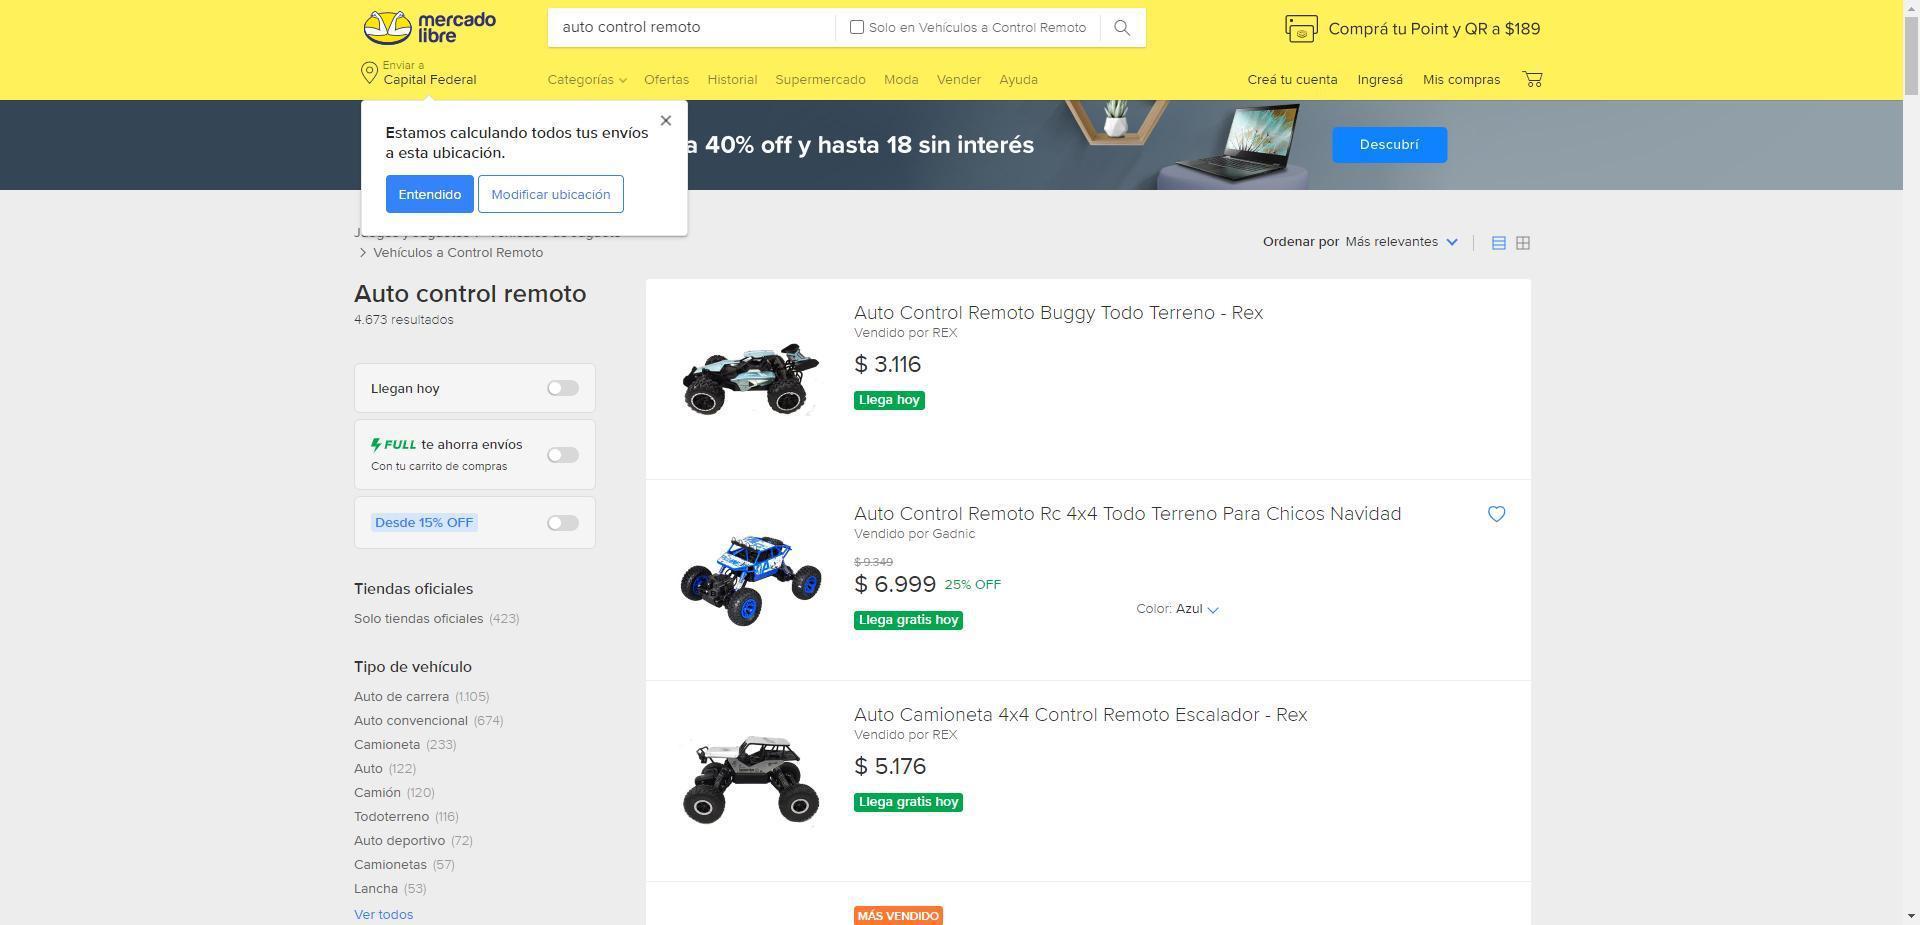 mercado
libre
auto control remoto
Solo en Vehículos a Control Remoto
Comprá tu Point y QR a $189
Enviar a
Capital Federal
Categorías
Ofertas
Historial
Supermercado
Moda
Vender
Ayuda
Creá tu cuenta
Ingresá
Mis compras
Estamos calculando todos tus envíos
a esta ubicación.
Entendido
Modificar ubicación
a 40% off y hasta 18 sin interés
Descubrí
Vehículos a Control Remoto
Ordenar por Más relevantes
Auto control remoto
4.673 resultados
Llegan hoy
FULL te ahorra envíos
Con tu carrito de compras
Desde 15% OFF
Tiendas oficiales
Solo tiendas oficiales (423)
Tipo de vehículo
Auto de carrera (1.105)
Auto convencional (674)
Camioneta (233)
Auto (122)
Camión (120)
Todoterreno (116)
Auto deportivo (72)
Camionetas (57)
Lancha (53)
Ver todos
Auto Control Remoto Buggy Todo Terreno - Rex
Vendido por REX
$ 3.116
Llega hoy
Auto Control Remoto Rc 4x4 Todo Terreno Para Chicos Navidad
Vendido por Gadnic
$ 9.349
$ 6.999 25% OFF
Color: Azul
Llega gratis hoy
Auto Camioneta 4x4 Control Remoto Escalador - Rex
Vendido por REX
$ 5.176
Llega gratis hoy
MÁS VENDIDO